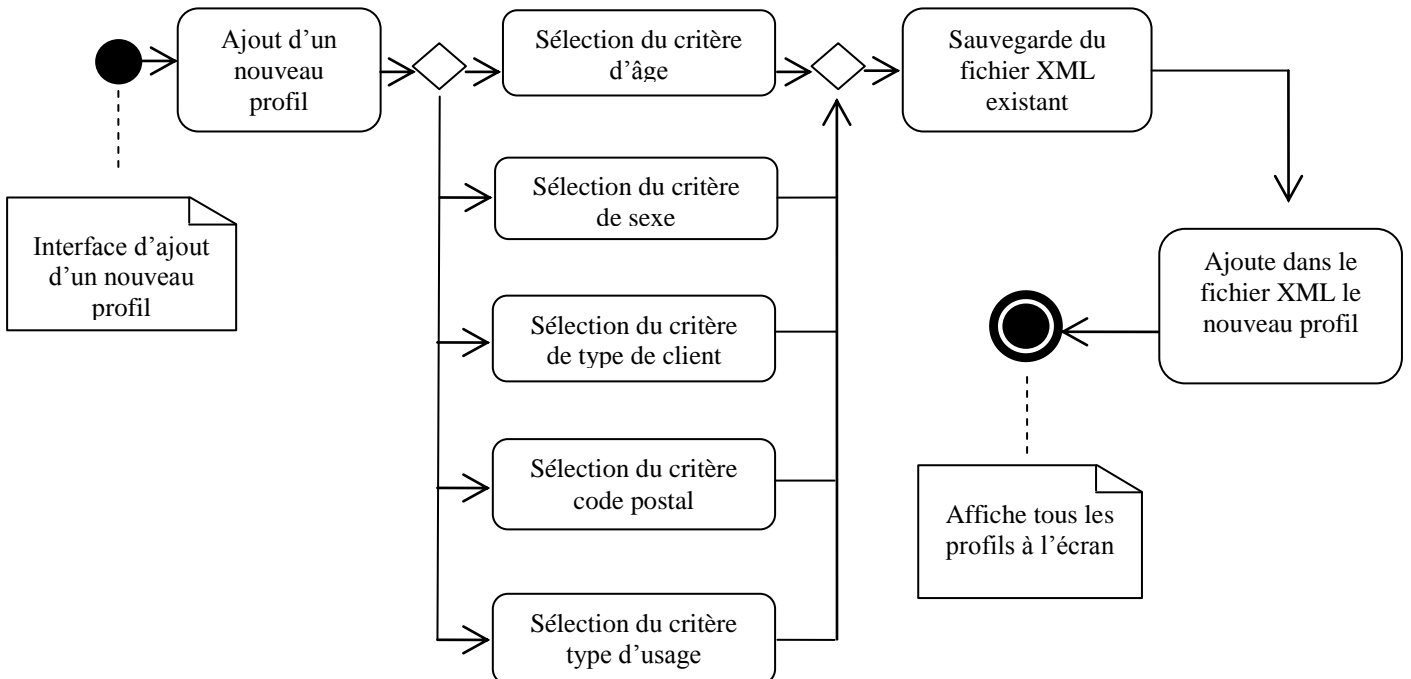 Ajout d’un
nouveau
profil
Sélection du critère
d’âge
Sauvegarde du
fichier XML
existant
Sélection du critère
de sexe
Interface d’ajout
d’un nouveau
profil
Ajoute dans le
fichier XML le
nouveau profil
Sélection du critère
de type de client
Sélection du critère
code postal
Affiche tous les
profils à l’écran
Sélection du critère
type d’usage